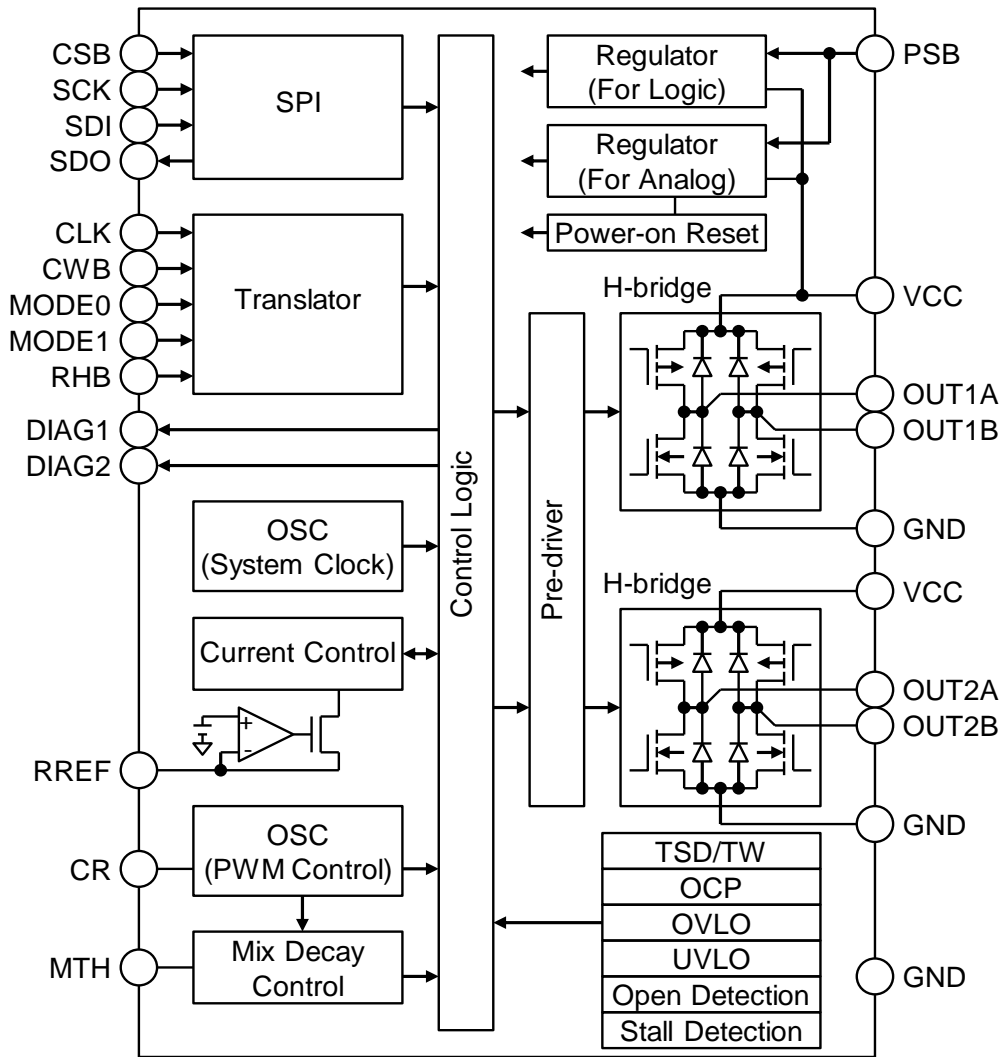 CSB
SCK
SDI
SDO
SPI
CLK
CWB
MODE0
MODE1
RHB
Translator
DIAG1
DIAG2
OSC
(System Clock)
Current Control
+
-
RREF
CR
OSC
(PWM Control)
MTH
Mix Decay
Control
Control Logic
Regulator
(For Logic)
Regulator
(For Analog)
Power-on Reset
Pre-driver
H-bridge
H-bridge
TSD/TW
OCP
OVLO
UVLO
Open Detection
Stall Detection
PSB
VCC
OUT1A
OUT1B
GND
VCC
OUT2A
OUT2B
GND
GND